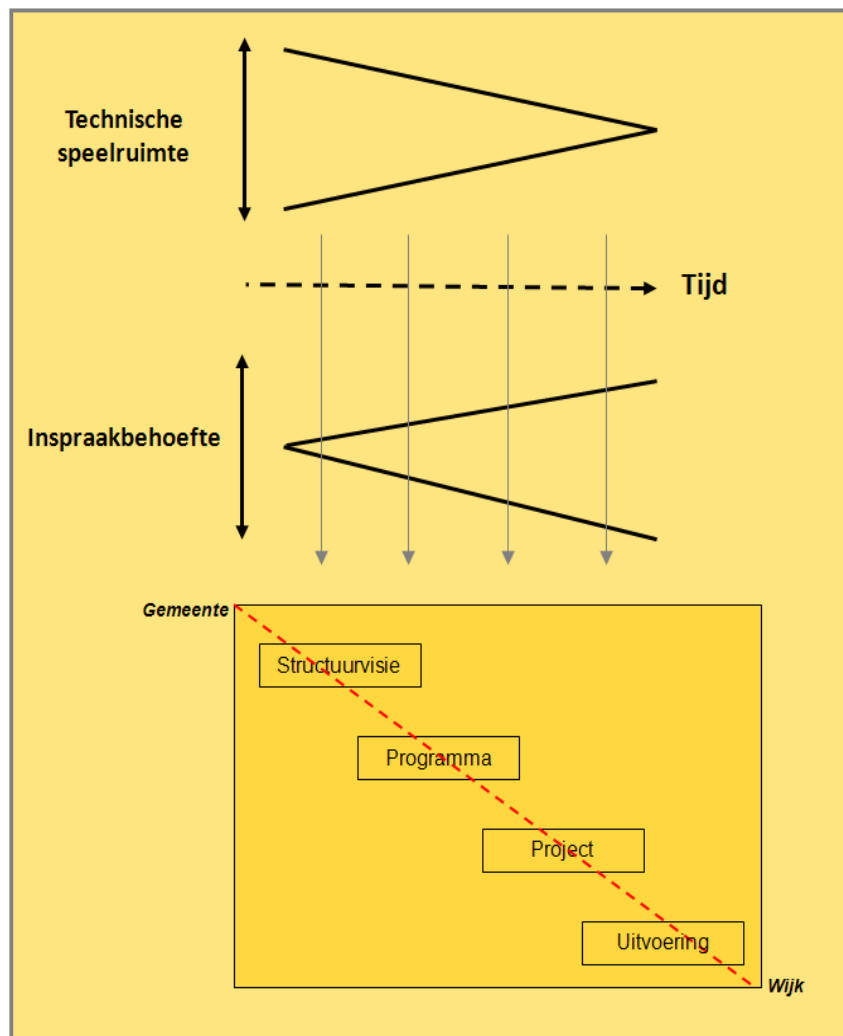 Technische
speelruimte
Tijd
Inspraakbehoefte
Gemeente
Structuurvisie
Programma
Project
Uitvoering
Wijk